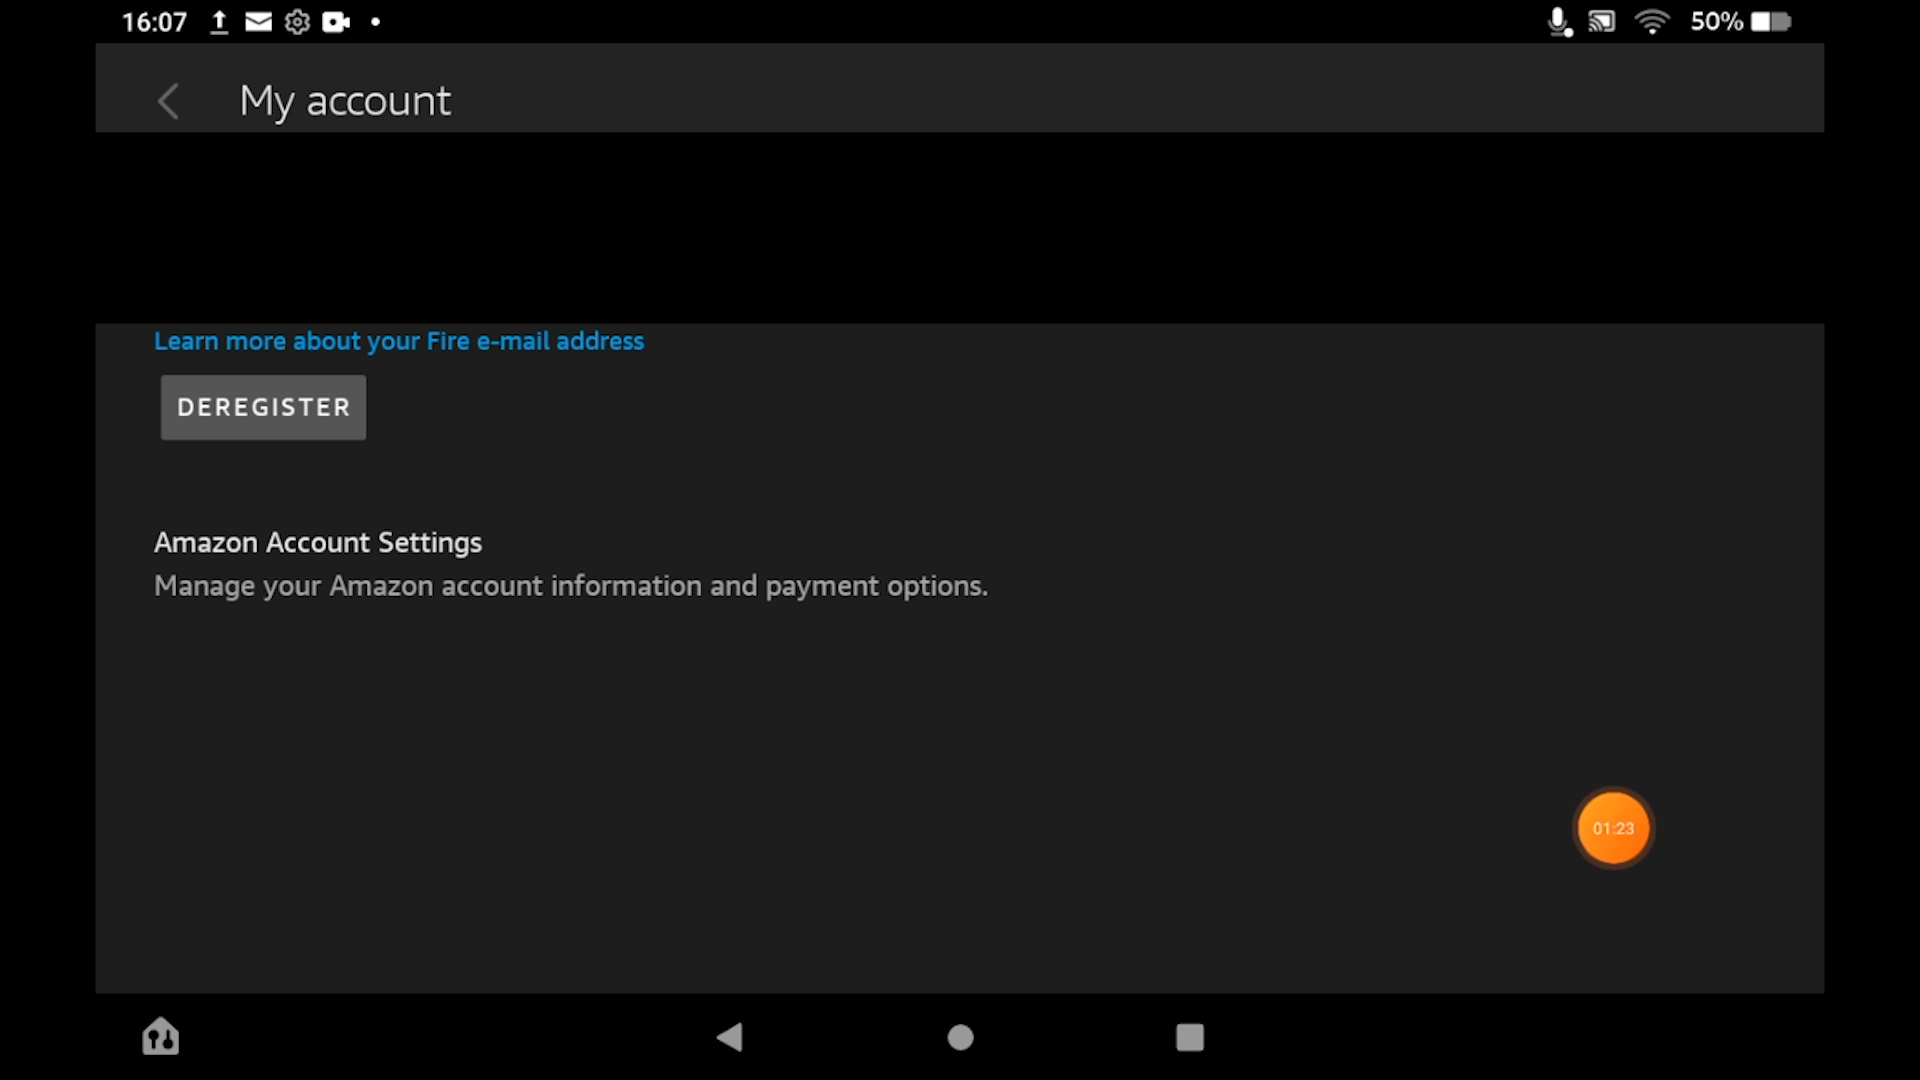 16:07
50%
My account
Learn more about your Fire e-mail address
DEREGISTER
Amazon Account Settings
Manage your Amazon account information and payment options.
01:23